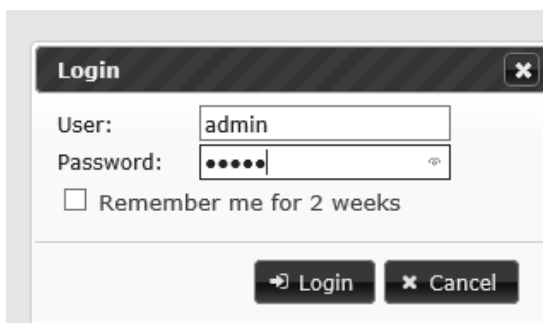 Login
User: admin
Password: •••••
Remember me for 2 weeks
Login Cancel